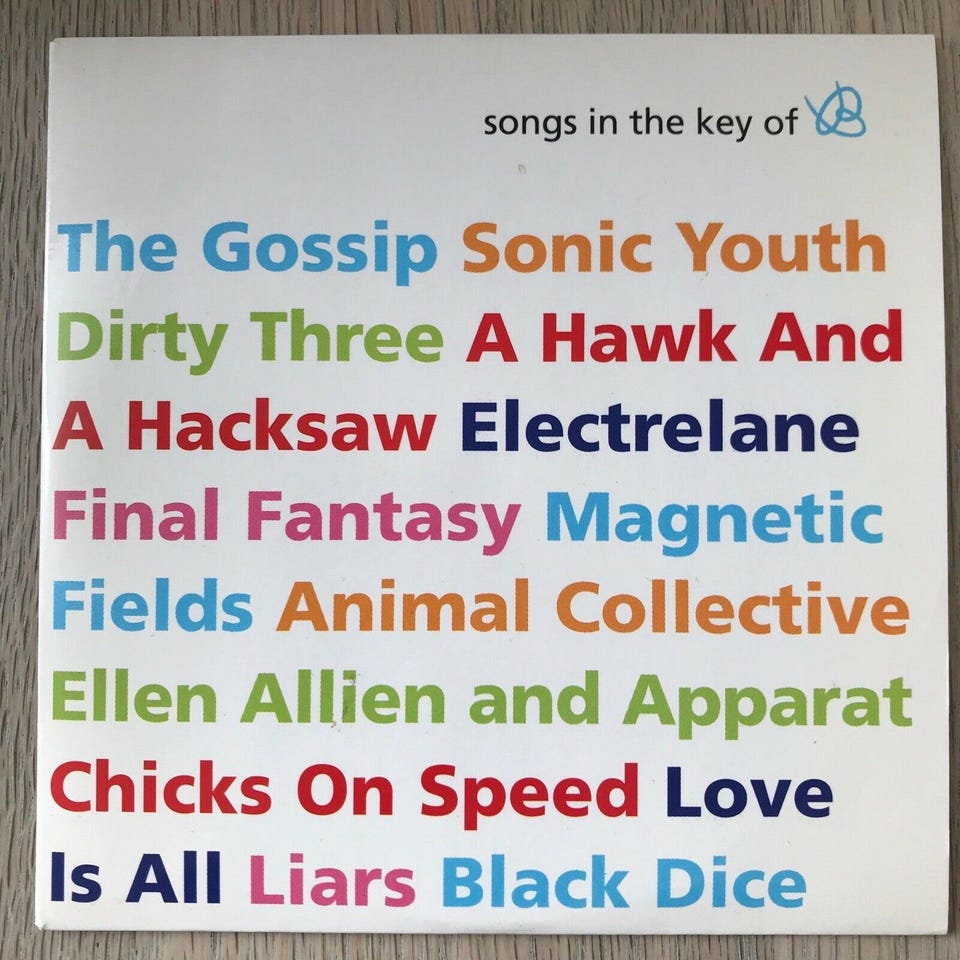 songs in the key of
The Gossip Sonic Youth
Dirty Three A Hawk And
A Hacksaw Electrelane
Final Fantasy Magnetic
Fields Animal Collective
Ellen Allien and Apparat
Chicks On Speed Love
Is All Liars Black Dice